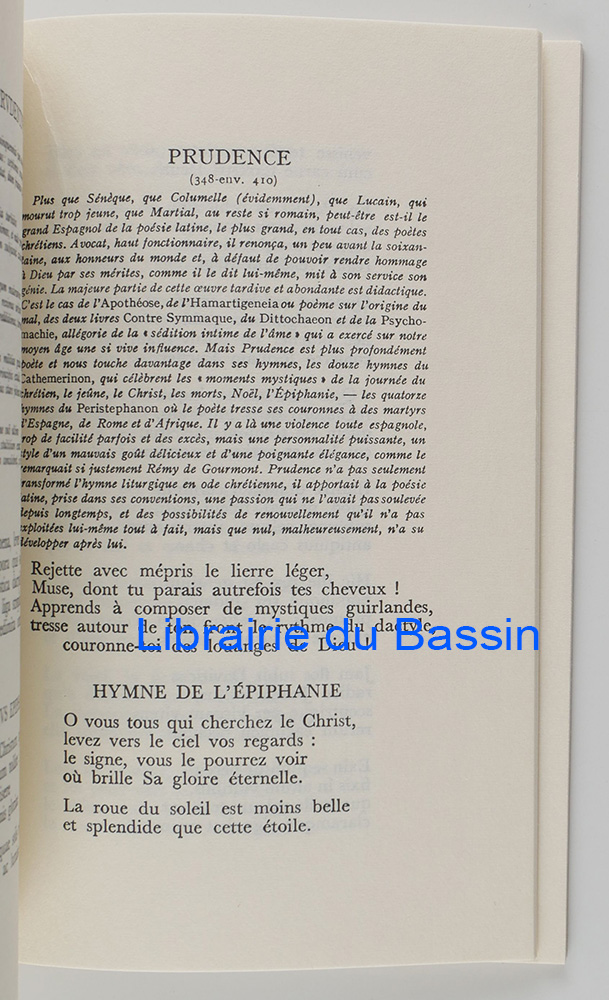 PRUDENCE
(348-env. 410)
Plus que Sénèque, que Columelle (évidemment), que Lucain, qui
mourut trop jeune, que Martial, au reste si romain, peut-être est-il le
grand Espagnol de la poésie latine, le plus grand, en tout cas, des poètes
chrétiens. Avocat, haut fonctionnaire, il renonça, un peu avant la soixan-
taine, aux honneurs du monde et, à défaut de pouvoir rendre hommage
à Dieu par ses mérites, comme il le dit lui-même, mit à son service son
génie. La majeure partie de cette œuvre tardive et abondante est didactique.
C'est le cas de l'Apothéose, de l'Hamartigeneia ou poème sur l'origine du
mal, des deux livres Contre Symmaque, du Dittochaeon et de la Psycho-
machie, allégorie de la « sédition intime de l'âme » qui a exercé sur notre
moyen âge une si vive influence. Mais Prudence est plus profondément
poète et nous touche davantage dans ses hymnes, les douze hymnes du
Cathemerinon, qui célèbrent les « moments mystiques » de la journée du
chrétien, le jeûne, le Christ, les morts, Noël, l'Épiphanie, — les quatorze
hymnes du Peristephanon où le poète tresse ses couronnes à des martyrs
d'Espagne, de Rome et d'Afrique. Il y a là une violence toute espagnole,
trop de facilité parfois et des excès, mais une personnalité puissante, un
style d'un mauvais goût délicieux et d'une poignante élégance, comme le
remarquait si justement Rémy de Gourmont. Prudence n'a pas seulement
transformé l'hymne liturgique en ode chrétienne, il apportait à la poésie
latine, prise dans ses conventions, une passion qui ne l'avait pas soulevée
depuis longtemps, et des possibilités de renouvellement qu'il n'a pas
exploitées lui-même tout à fait, mais que nul, malheureusement, n'a su
développer après lui.
Rejette avec mépris le lierre léger,
Muse, dont tu parais autrefois tes cheveux !
Apprends à composer de mystiques guirlandes,
tresse autour de ton front le rythme du dactyle,
couronne-toi des louanges de Dieu !
Librairie du Bassin
HYMNE DE L'ÉPIPHANIE
O vous tous qui cherchez le Christ,
levez vers le ciel vos regards :
le signe, vous le pourrez voir
où brille Sa gloire éternelle.
La roue du soleil est moins belle
et splendide que cette étoile.